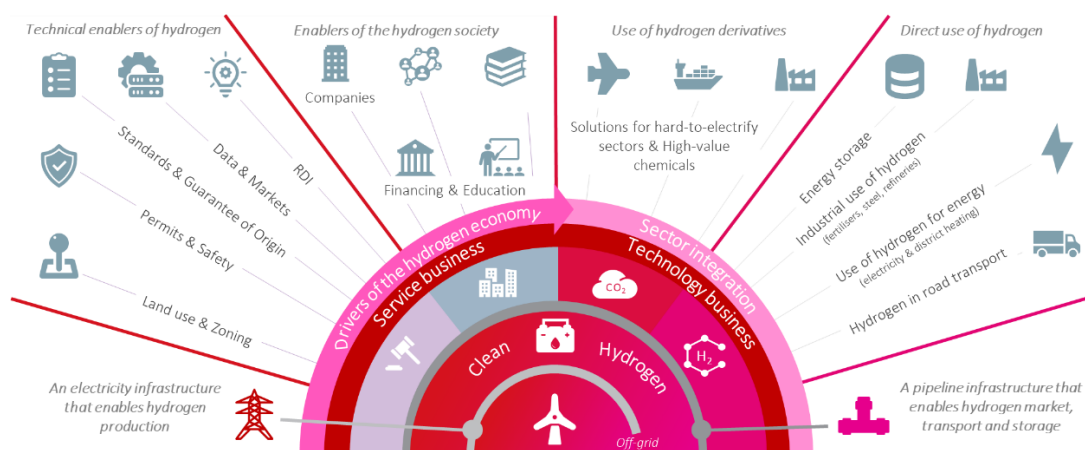 Technical enablers of hydrogen
Enablers of the hydrogen society
Use of hydrogen derivatives
Direct use of hydrogen
Companies
Financing & Education
Solutions for hard-to-electrify
sectors & High-value
chemicals
RDI
Data & Markets
Standards & Guarantee of Origin
Permits & Safety
Land use & Zoning
Energy storage
Industrial use of hydrogen
(fertilisers, steel, refineries)
Use of hydrogen for energy
(electricity & district heating)
Hydrogen in road transport
Drivers of the hydrogen economy
Sector integration
Service business
Technology business
CO₂
H₂
Clean
Hydrogen
Off-grid
An electricity infrastructure
that enables hydrogen
production
A pipeline infrastructure that
enables hydrogen market,
transport and storage